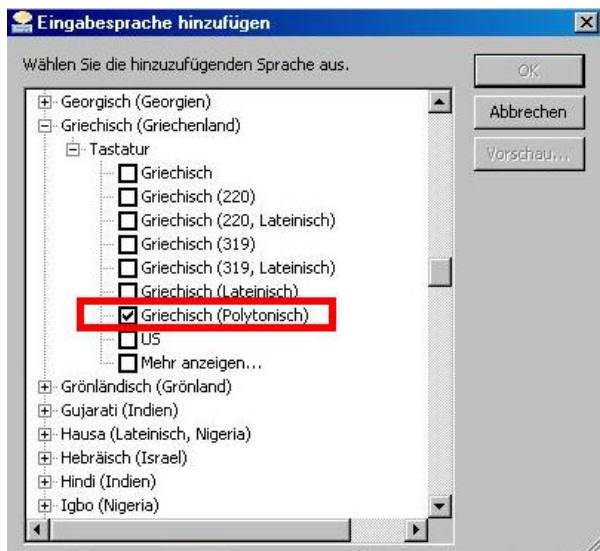 Eingabesprache hinzufügen
Wählen Sie die hinzuzufügenden Sprache aus.
OK
Abbrechen
Vorschau...
Georgisch (Georgien)
Griechisch (Griechenland)
Tastatur
Griechisch
Griechisch (220)
Griechisch (220, Lateinisch)
Griechisch (319)
Griechisch (319, Lateinisch)
Griechisch (Lateinisch)
Griechisch (Polytonisch)
US
Mehr anzeigen...
Grönländisch (Grönland)
Gujarati (Indien)
Hausa (Lateinisch, Nigeria)
Hebräisch (Israel)
Hindi (Indien)
Igbo (Nigeria)